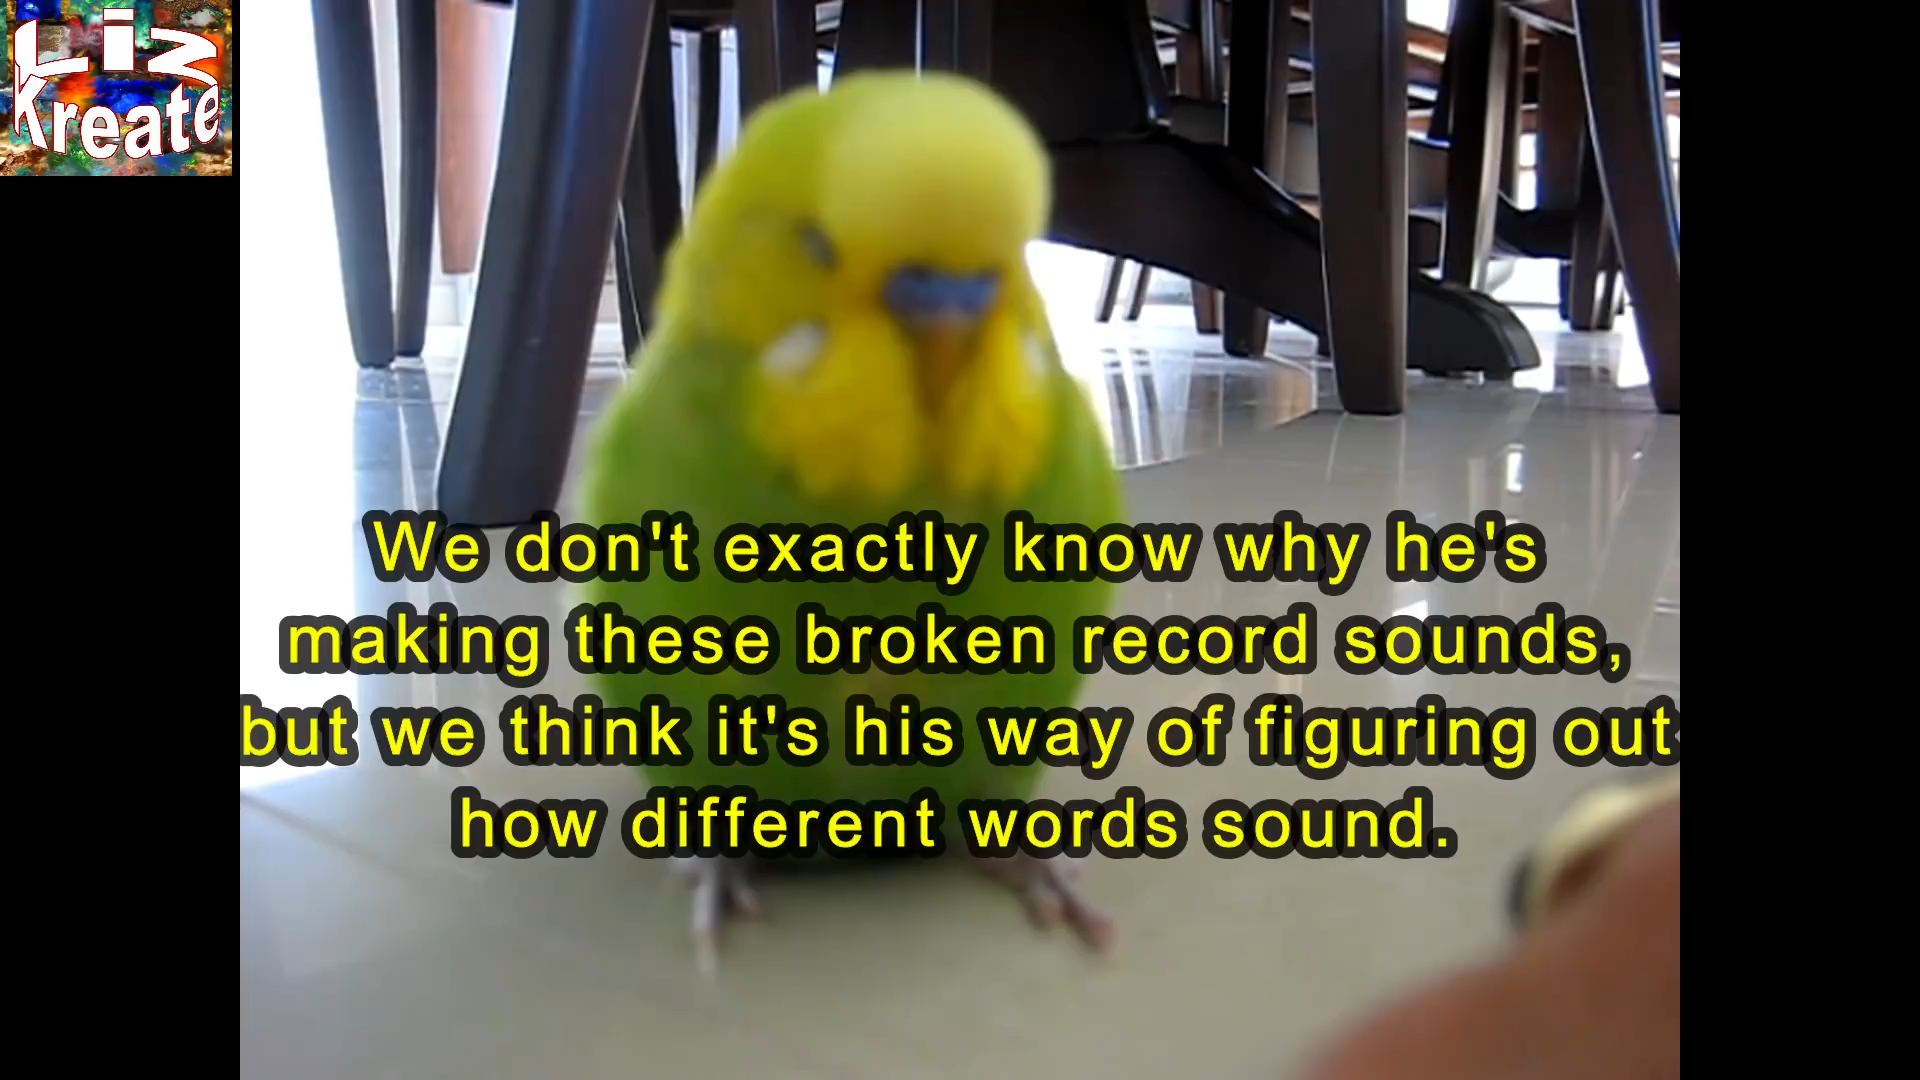 Liz
Kreate
We don't exactly know why he's
making these broken record sounds,
but we think it's his way of figuring out
how different words sound.